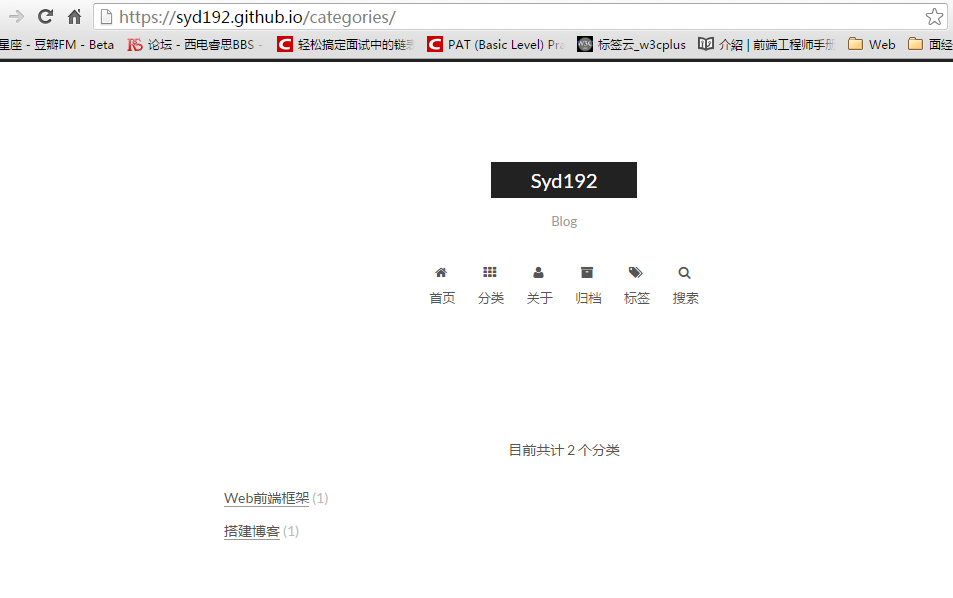 https://syd192.github.io/categories/
星座 - 豆瓣FM - Beta RS 论坛 - 西电睿思BBS - C 轻松搞定面试中的链 C PAT (Basic Level) Pra W3C 标签云_w3cplus 介紹 | 前端工程师手册 Web 面经
Syd192
Blog
首页 分类 关于 归档 标签 搜索
目前共计 2 个分类
Web前端框架 (1)
搭建博客 (1)